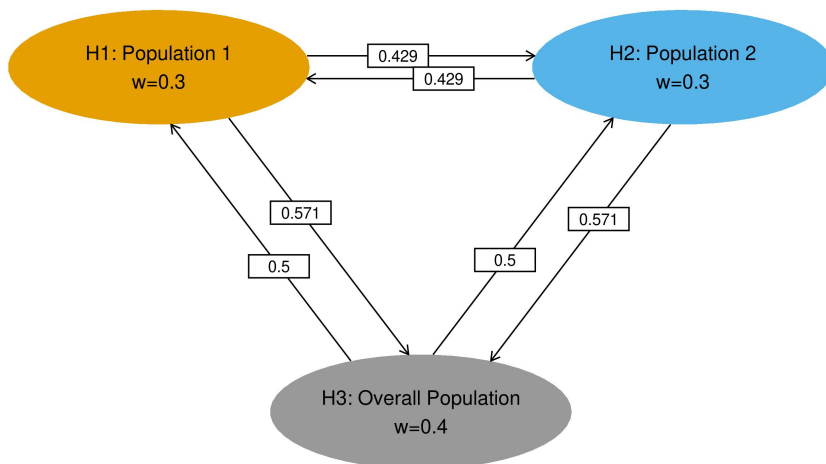 H1: Population 1
w=0.3
H2: Population 2
w=0.3
0.429
0.429
0.571
0.571
0.5
0.5
H3: Overall Population
w=0.4